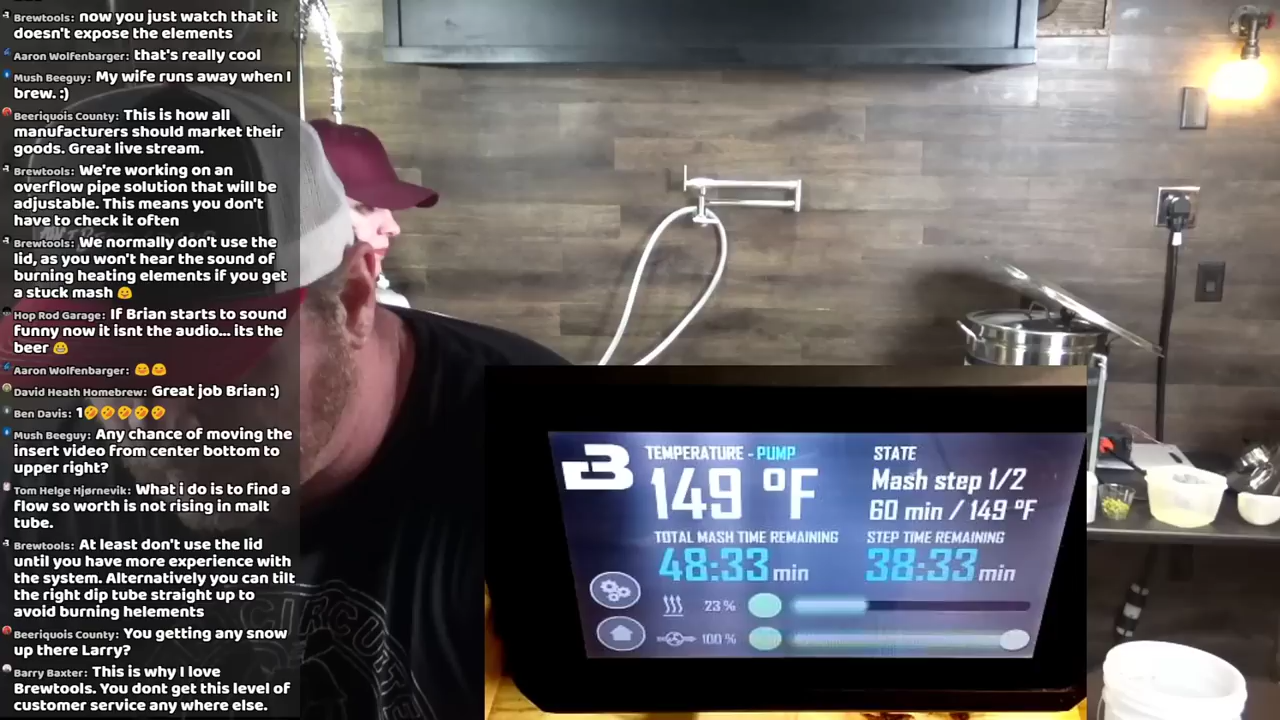 Brewtools: now you just watch that it
doesn't expose the elements
Aaron Wolfenbarger: that's really cool
Mush Beeguy: My wife runs away when I
brew. :)
Beeriquois County: This is how all
manufacturers should market their
goods. Great live stream.
Brewtools: We're working on an
overflow pipe solution that will be
adjustable. This means you don't
have to check it often
Brewtools: We normally don't use the
lid, as you won't hear the sound of
burning heating elements if you get
a stuck mash 😊
Hop Rod Garage: If Brian starts to sound
funny now it isnt the audio... its the
beer 😬
Aaron Wolfenbarger: 🤗🤗
David Heath Homebrew: Great job Brian :)
Ben Davis: 1🤣🤣🤣🤣🤣
Mush Beeguy: Any chance of moving the
insert video from center bottom to
upper right?
Tom Helge Hjørnevik: What i do is to find a
flow so worth is not rising in malt
tube.
Brewtools: At least don't use the lid
until you have more experience with
the system. Alternatively you can tilt
the right dip tube straight up to
avoid burning helements
Beeriquois County: You getting any snow
up there Larry?
Barry Baxter: This is why I love
Brewtools. You dont get this level of
customer service any where else.
B
TEMPERATURE - PUMP
149 °F
STATE
Mash step 1/2
60 min / 149 °F
TOTAL MASH TIME REMAINING
48:33 min
STEP TIME REMAINING
38:33 min
23 %
100 %